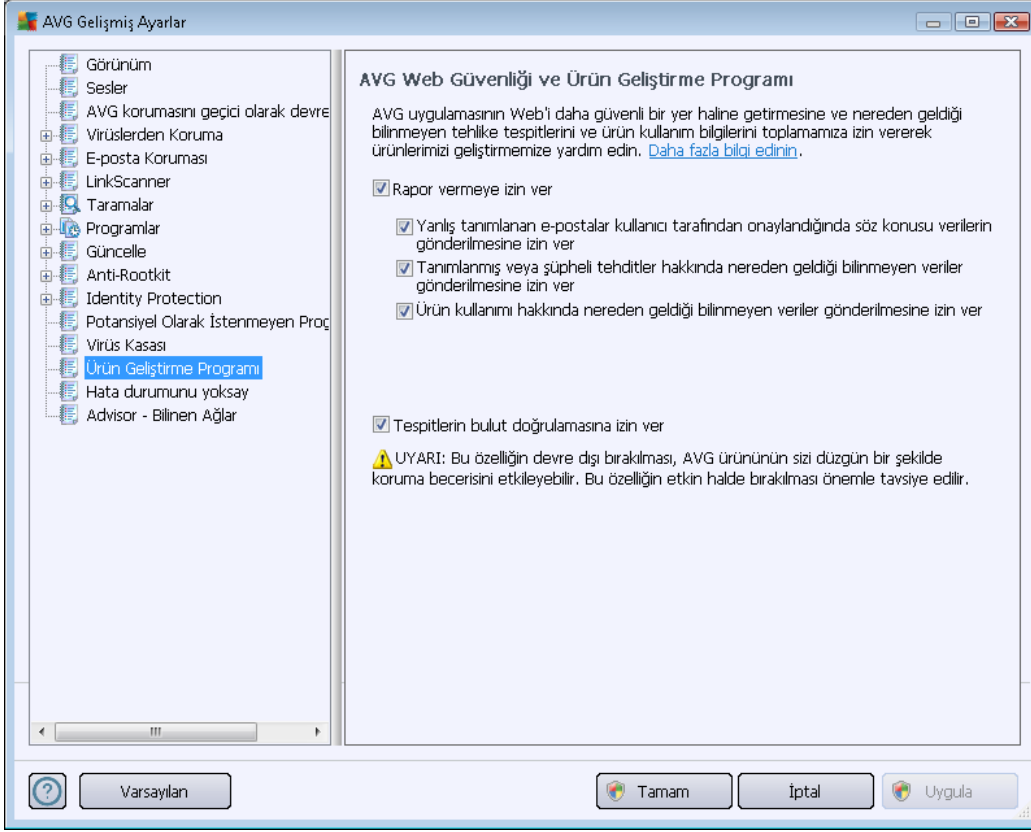 AVG Gelişmiş Ayarlar
Görünüm
Sesler
AVG korumasını geçici olarak devre
Virüslerden Koruma
E-posta Koruması
LinkScanner
Taramalar
Programlar
Güncelle
Anti-Rootkit
Identity Protection
Potansiyel Olarak İstenmeyen Prog
Virüs Kasası
Ürün Geliştirme Programı
Hata durumunu yoksay
Advisor - Bilinen Ağlar
AVG Web Güvenliği ve Ürün Geliştirme Programı
AVG uygulamasının Web'i daha güvenli bir yer haline getirmesine ve nereden geldiği
bilinmeyen tehlike tespitlerini ve ürün kullanım bilgilerini toplamamıza izin vererek
ürünlerimizi geliştirmemize yardım edin. Daha fazla bilgi edinin.
Rapor vermeye izin ver
Yanlış tanımlanan e-postalar kullanıcı tarafından onaylandığında söz konusu verilerin
gönderilmesine izin ver
Tanımlanmış veya şüpheli tehditler hakkında nereden geldiği bilinmeyen veriler
gönderilmesine izin ver
Ürün kullanımı hakkında nereden geldiği bilinmeyen veriler gönderilmesine izin ver
Tespitlerin bulut doğrulamasına izin ver
UYARI: Bu özelliğin devre dışı bırakılması, AVG ürününün sizi düzgün bir şekilde
koruma becerisini etkileyebilir. Bu özelliğin etkin halde bırakılması önemle tavsiye edilir.
Varsayılan
Tamam
İptal
Uygula